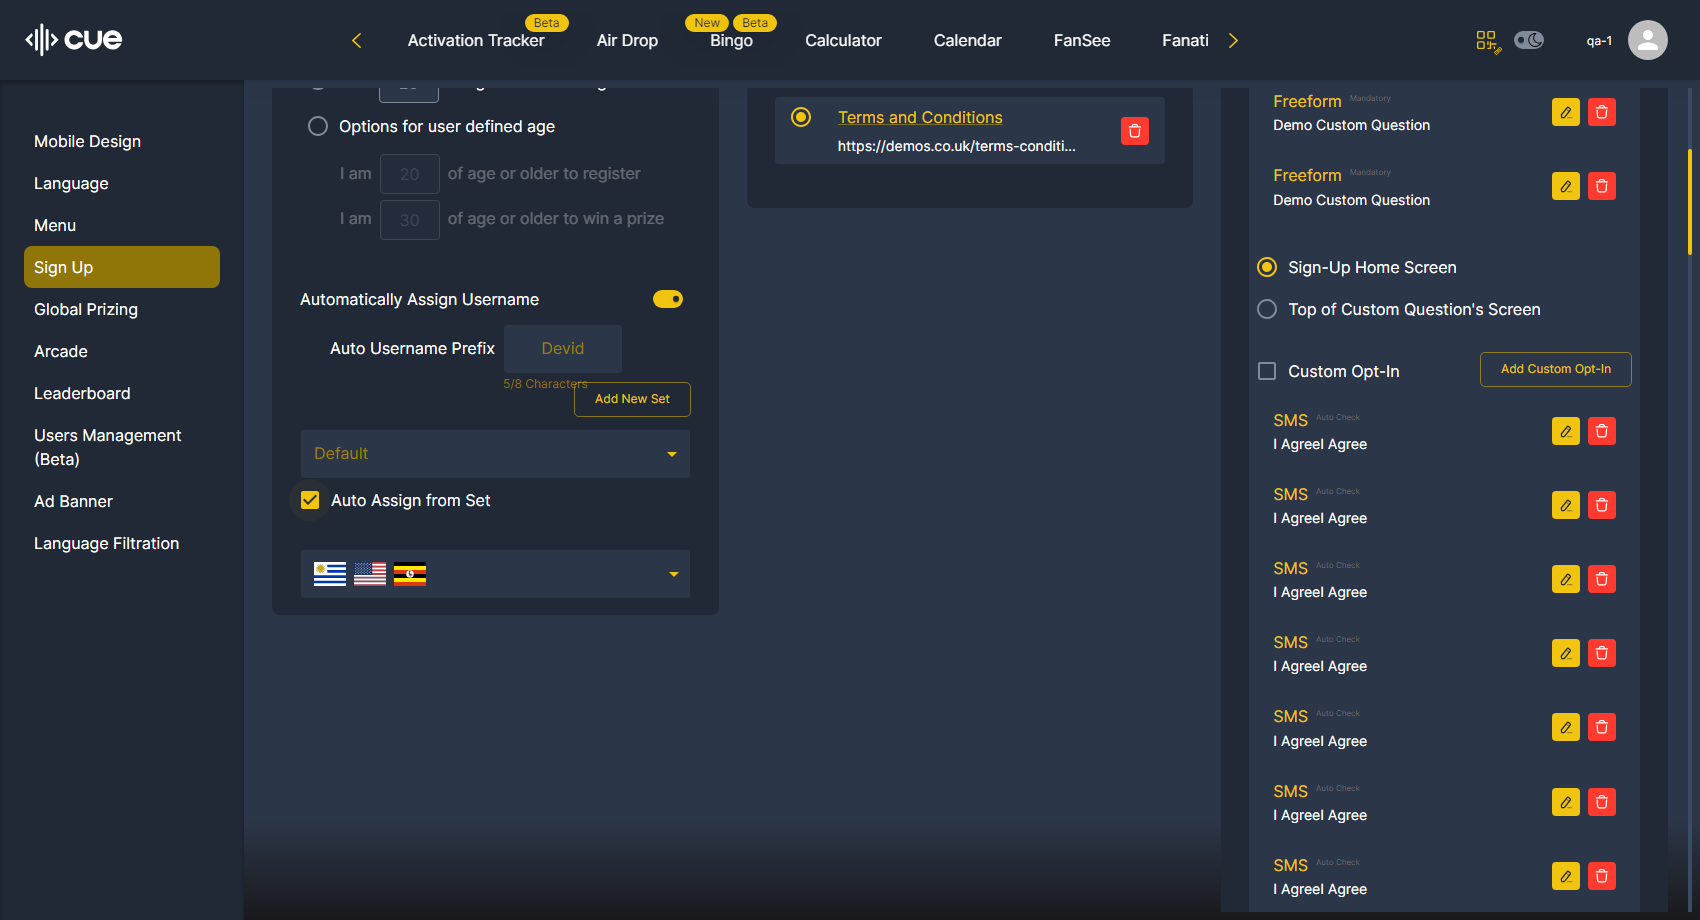 cue
Activation Tracker
Beta
Air Drop
New
Beta
Bingo
Calculator
Calendar
FanSee
Fanati
qa-1
Mobile Design
Language
Menu
Sign Up
Global Prizing
Arcade
Leaderboard
Users Management
(Beta)
Ad Banner
Language Filtration
Options for user defined age
I am 20 of age or older to register
I am 30 of age or older to win a prize
Automatically Assign Username
Auto Username Prefix Devid
5/8 Characters
Add New Set
Default
Auto Assign from Set
Terms and Conditions
https://demos.co.uk/terms-conditi...
Freeform Mandatory
Demo Custom Question
Freeform Mandatory
Demo Custom Question
Sign-Up Home Screen
Top of Custom Question's Screen
Custom Opt-In
Add Custom Opt-In
SMS Auto Check
I AgreeI Agree
SMS Auto Check
I AgreeI Agree
SMS Auto Check
I AgreeI Agree
SMS Auto Check
I AgreeI Agree
SMS Auto Check
I AgreeI Agree
SMS Auto Check
I AgreeI Agree
SMS Auto Check
I AgreeI Agree